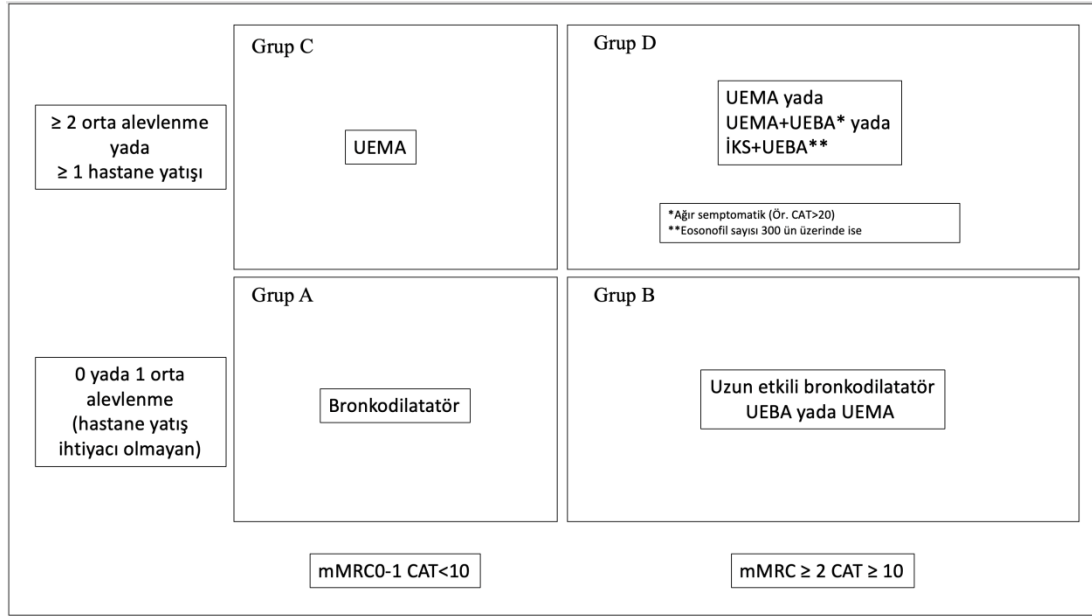 Grup C
Grup D
≥ 2 orta alevlenme
yada
≥ 1 hastane yatışı
UEMA
UEMA yada
UEMA+UEBA* yada
İKS+UEBA**
*Ağır semptomatik (Ör. CAT>20)
**Eosonofil sayısı 300 ün üzerinde ise
Grup A
Grup B
0 yada 1 orta
alevlenme
(hastane yatış
ihtiyacı olmayan)
Bronkodilatatör
Uzun etkili bronkodilatatör
UEBA yada UEMA
mMRC0-1 CAT<10
mMRC ≥ 2 CAT ≥ 10